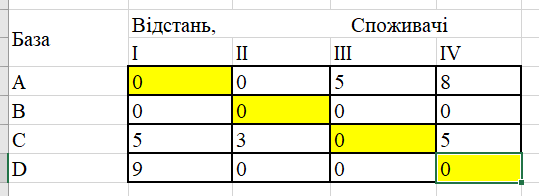 База Відстань, Споживачі
I II III IV
A 0 0 5 8
B 0 0 0 0
C 5 3 0 5
D 9 0 0 0